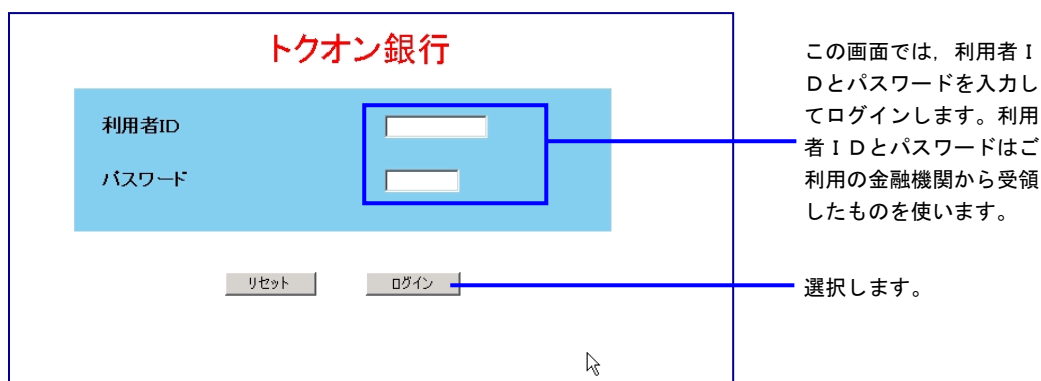 トクオン銀行
利用者ID
パスワード
リセット
ログイン
この画面では，利用者Ｉ
Ｄとパスワードを入力し
てログインします。利用
者ＩＤとパスワードはご
利用の金融機関から受領
したものを使います。
選択します。